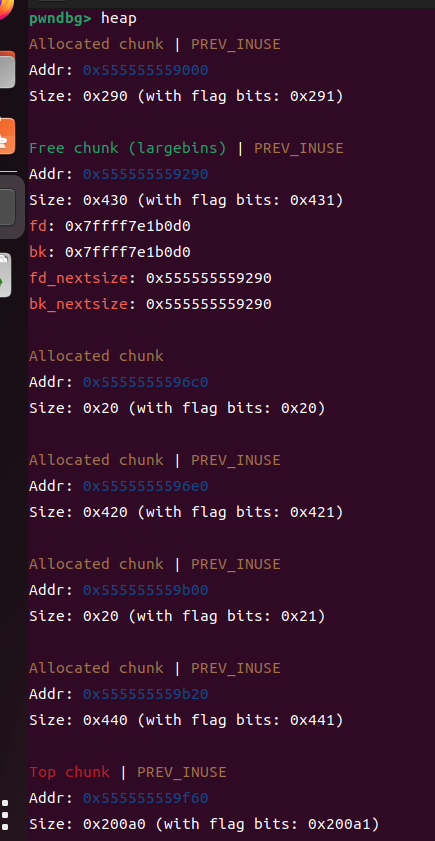 pwndbg> heap
Allocated chunk | PREV_INUSE
Addr: 0x555555559000
Size: 0x290 (with flag bits: 0x291)
Free chunk (largebins) | PREV_INUSE
Addr: 0x555555559290
Size: 0x430 (with flag bits: 0x431)
fd: 0x7ffff7e1b0d0
bk: 0x7ffff7e1b0d0
fd_nextsize: 0x555555559290
bk_nextsize: 0x555555559290
Allocated chunk
Addr: 0x5555555596c0
Size: 0x20 (with flag bits: 0x20)
Allocated chunk | PREV_INUSE
Addr: 0x5555555596e0
Size: 0x420 (with flag bits: 0x421)
Allocated chunk | PREV_INUSE
Addr: 0x555555559b00
Size: 0x20 (with flag bits: 0x21)
Allocated chunk | PREV_INUSE
Addr: 0x555555559b20
Size: 0x440 (with flag bits: 0x441)
Top chunk | PREV_INUSE
Addr: 0x555555559f60
Size: 0x200a0 (with flag bits: 0x200a1)